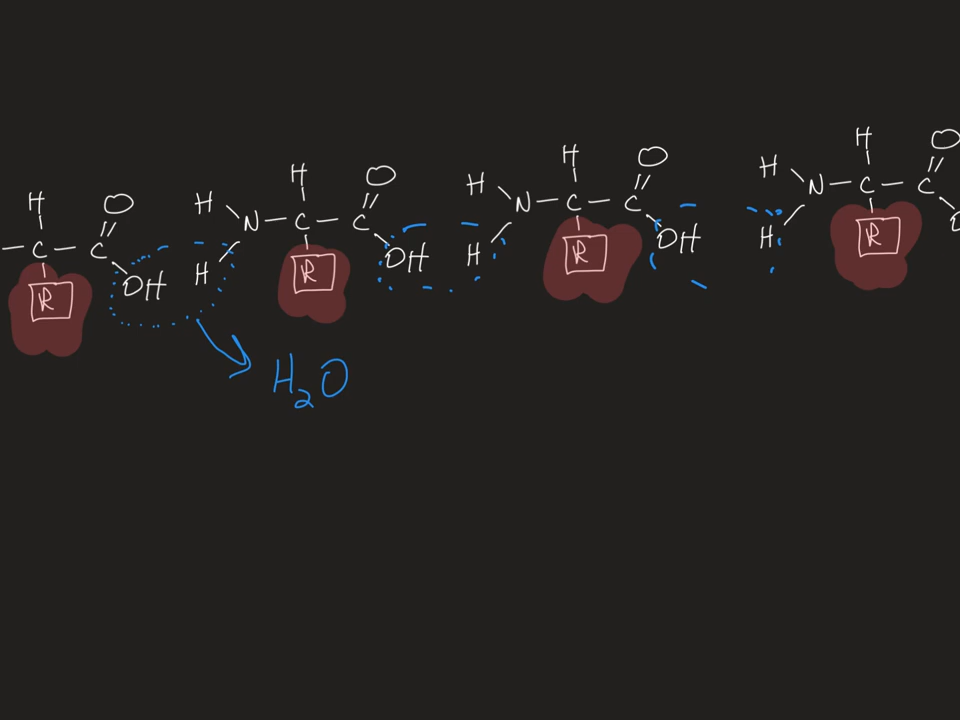 H H O H H O H H O H H O
C C N C C N C C N C C
OH H OH H OH H
R R R R
H₂O